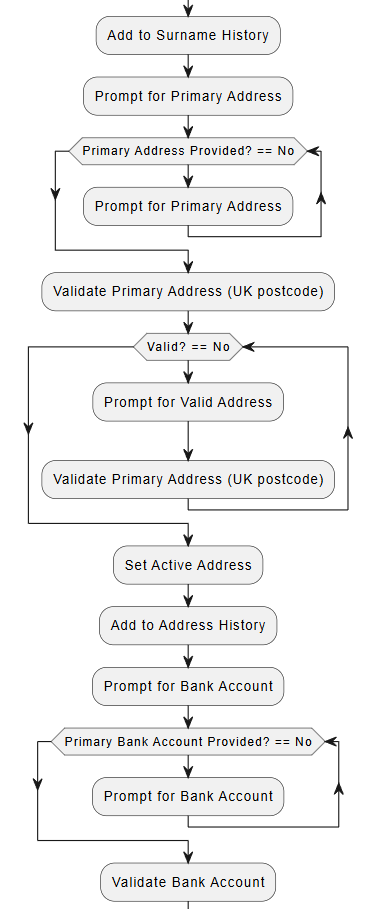 Add to Surname History
Prompt for Primary Address
Primary Address Provided? == No
Prompt for Primary Address
Validate Primary Address (UK postcode)
Valid? == No
Prompt for Valid Address
Validate Primary Address (UK postcode)
Set Active Address
Add to Address History
Prompt for Bank Account
Primary Bank Account Provided? == No
Prompt for Bank Account
Validate Bank Account